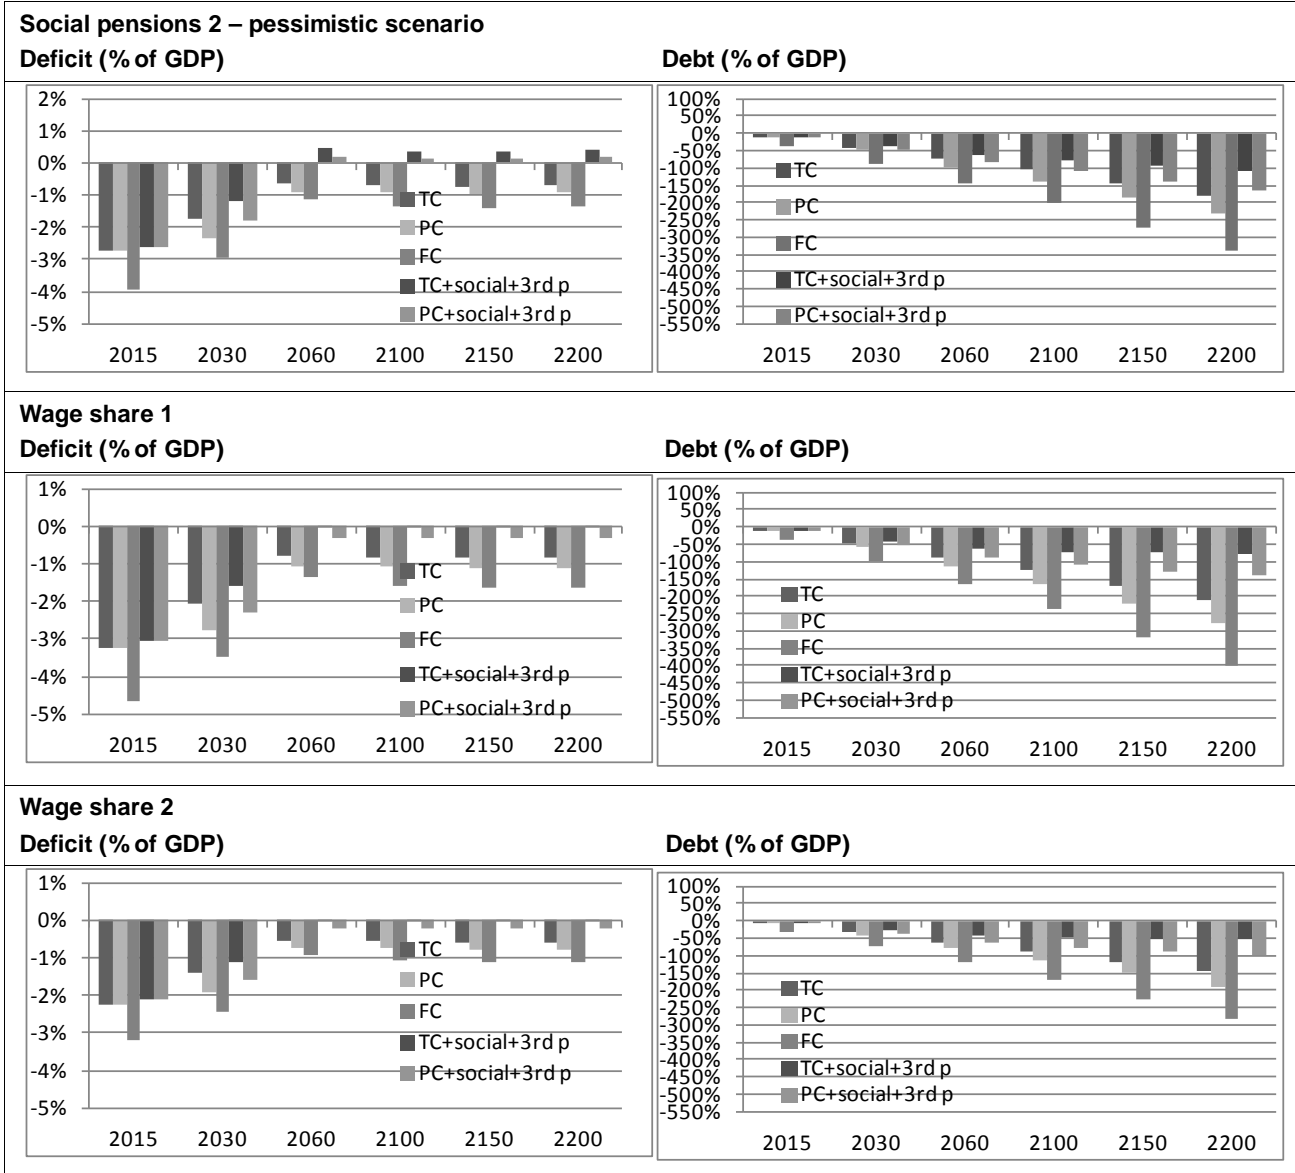 Social pensions 2 – pessimistic scenario
Deficit (% of GDP) Debt (% of GDP)
2%
1%
0%
-1%
-2%
-3%
-4%
-5%
2015 2030 2060 2100 2150 2200
TC
PC
FC
TC+social+3rd p
PC+social+3rd p
100%
50%
0%
-50%
-100%
-150%
-200%
-250%
-300%
-350%
-400%
-450%
-500%
-550%
2015 2030 2060 2100 2150 2200
TC
PC
FC
TC+social+3rd p
PC+social+3rd p
Wage share 1
Deficit (% of GDP) Debt (% of GDP)
1%
0%
-1%
-2%
-3%
-4%
-5%
2015 2030 2060 2100 2150 2200
TC
PC
FC
TC+social+3rd p
PC+social+3rd p
100%
50%
0%
-50%
-100%
-150%
-200%
-250%
-300%
-350%
-400%
-450%
-500%
-550%
2015 2030 2060 2100 2150 2200
TC
PC
FC
TC+social+3rd p
PC+social+3rd p
Wage share 2
Deficit (% of GDP) Debt (% of GDP)
1%
0%
-1%
-2%
-3%
-4%
-5%
2015 2030 2060 2100 2150 2200
TC
PC
FC
TC+social+3rd p
PC+social+3rd p
100%
50%
0%
-50%
-100%
-150%
-200%
-250%
-300%
-350%
-400%
-450%
-500%
-550%
2015 2030 2060 2100 2150 2200
TC
PC
FC
TC+social+3rd p
PC+social+3rd p